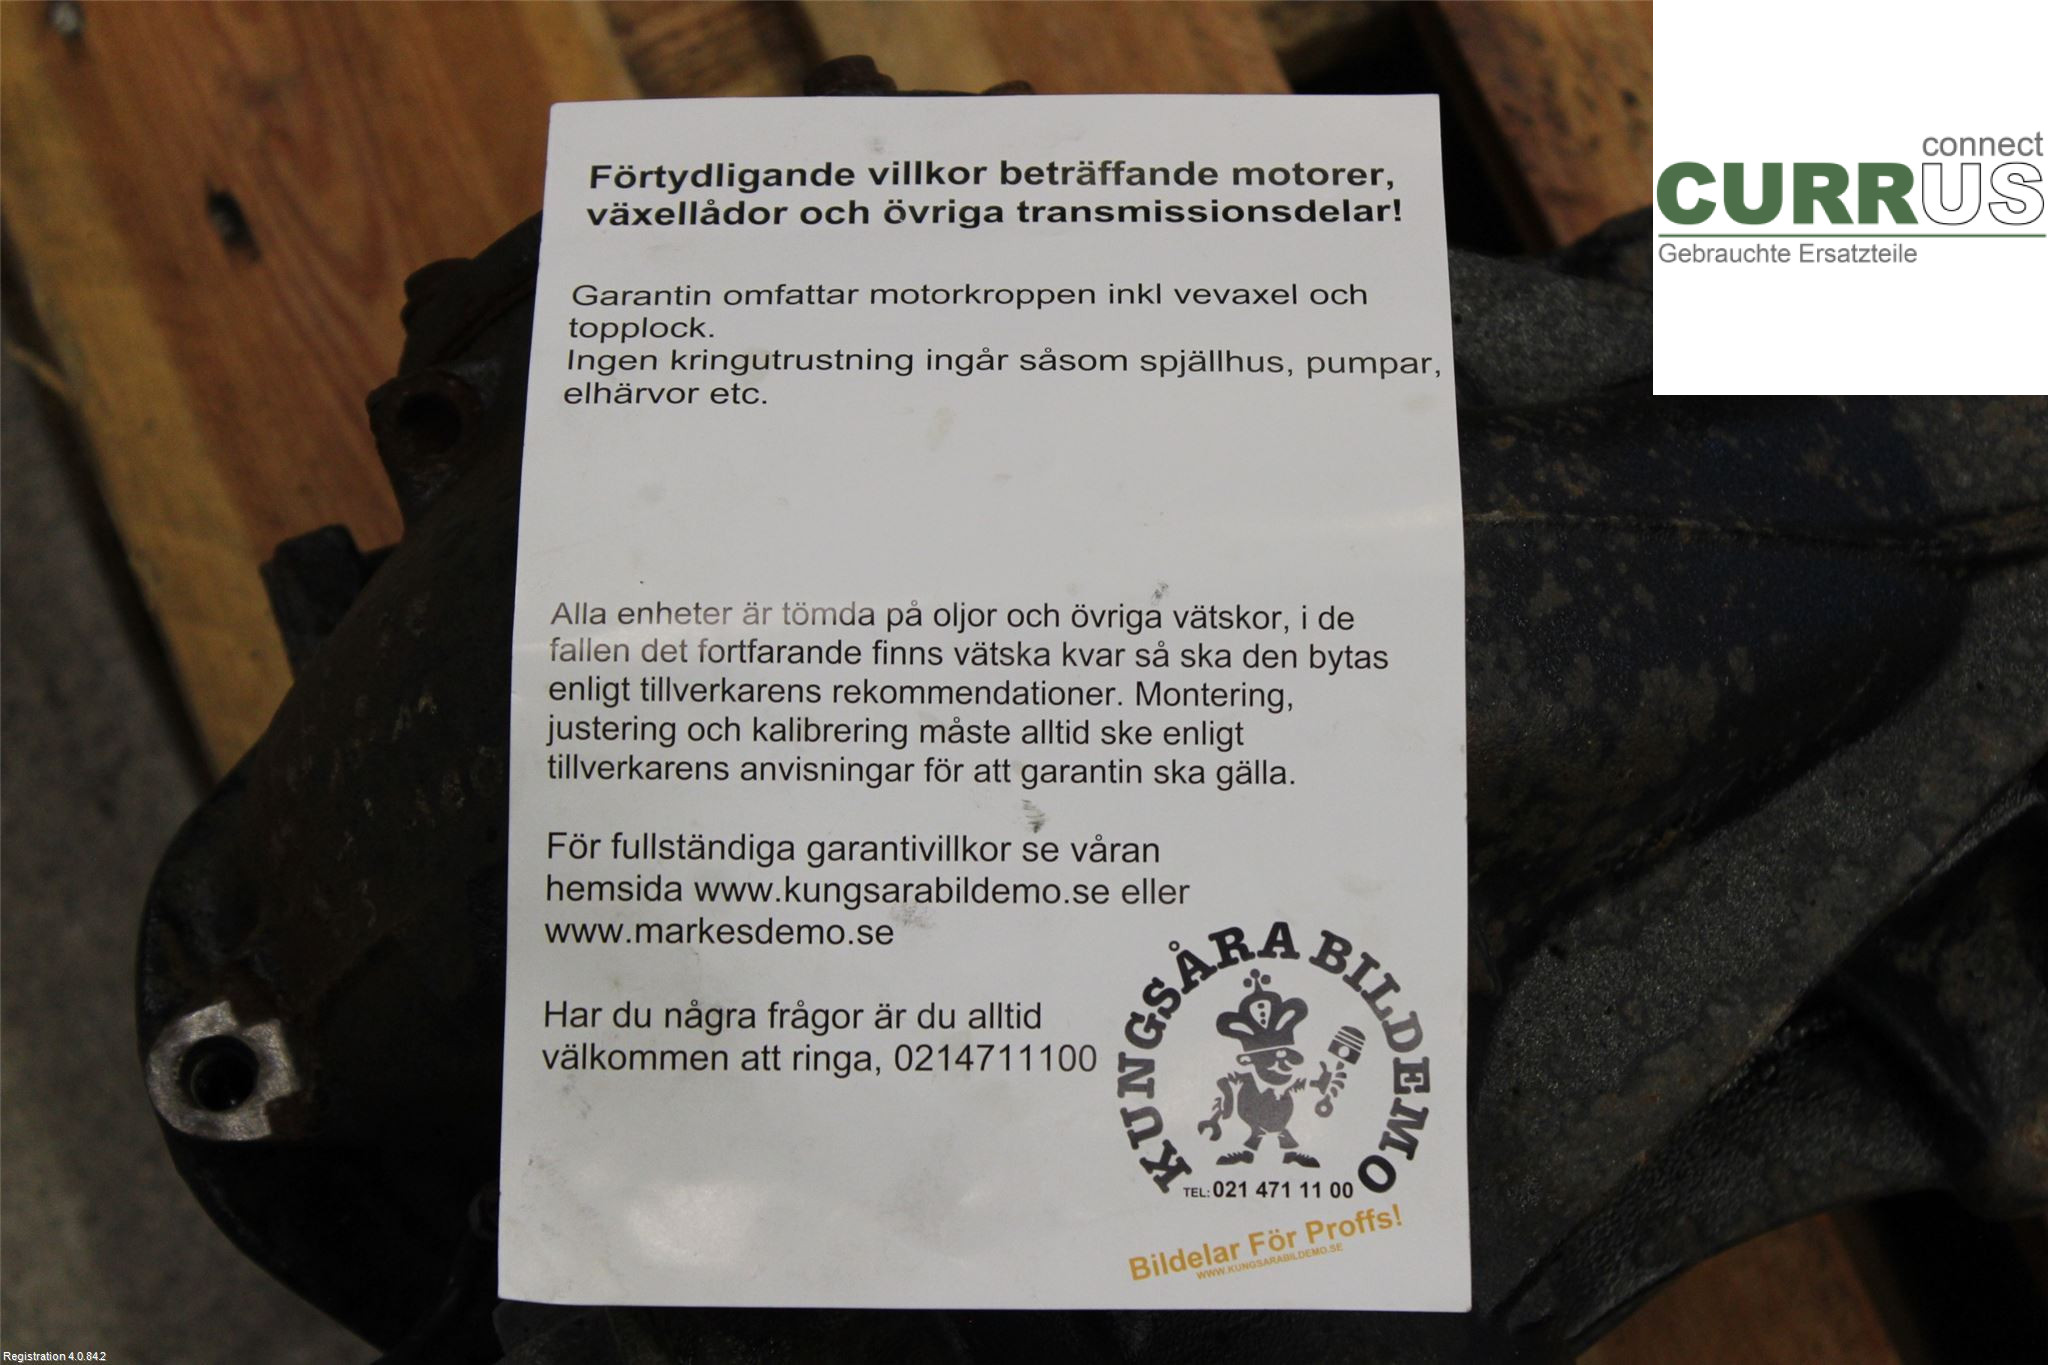 connect
CURRUS
Gebrauchte Ersatzteile
Förtydligande villkor beträffande motorer,
växellådor och övriga transmissionsdelar!
Garantin omfattar motorkroppen inkl vevaxel och
topplock.
Ingen kringutrustning ingår såsom spjällhus, pumpar,
elhärvor etc.
Alla enheter är tömda på oljor och övriga vätskor, i de
fallen det fortfarande finns vätska kvar så ska den bytas
enligt tillverkarens rekommendationer. Montering,
justering och kalibrering måste alltid ske enligt
tillverkarens anvisningar för att garantin ska gälla.
För fullständiga garantivillkor se våran
hemsida www.kungsarabildemo.se eller
www.markesdemo.se
Har du några frågor är du alltid
välkommen att ringa, 0214711100
KUNGSÅRA BILDEMO
TEL: 021 471 11 00
Bildelar För Proffs!
WWW.KUNGSARABILDEMO.SE
Registration 4.0.84.2